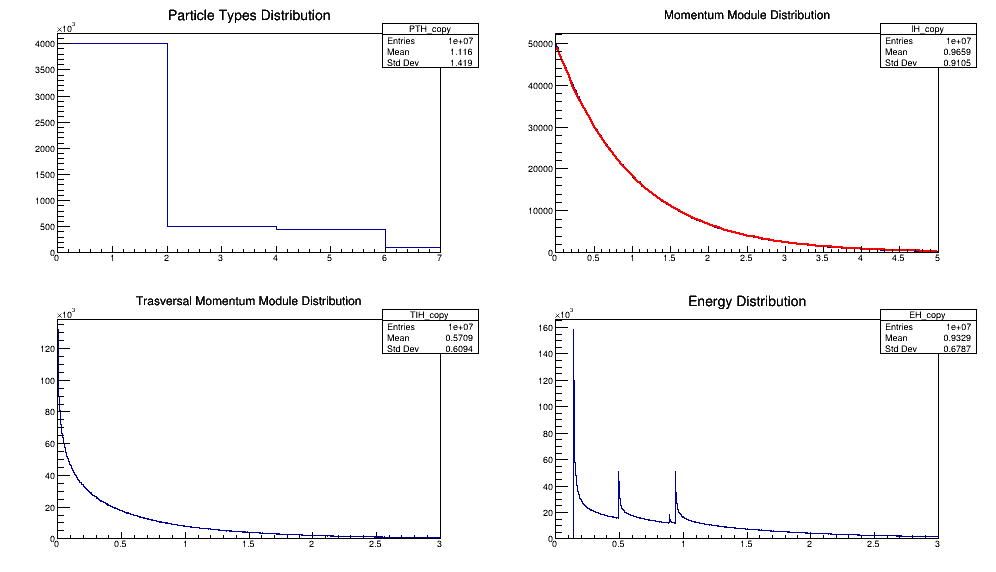 Particle Types Distribution
×10³
PTH_copy
Entries 1e+07
Mean 1.116
Std Dev 1.419
4000
3500
3000
2500
2000
1500
1000
500
0
0 1 2 3 4 5 6 7
Momentum Module Distribution
IH_copy
Entries 1e+07
Mean 0.9659
Std Dev 0.9105
50000
40000
30000
20000
10000
0
0 0.5 1 1.5 2 2.5 3 3.5 4 4.5 5
Trasversal Momentum Module Distribution
×10³
TIH_copy
Entries 1e+07
Mean 0.5709
Std Dev 0.6094
120
100
80
60
40
20
0
0 0.5 1 1.5 2 2.5 3
Energy Distribution
×10³
EH_copy
Entries 1e+07
Mean 0.9329
Std Dev 0.6787
160
140
120
100
80
60
40
20
0
0 0.5 1 1.5 2 2.5 3